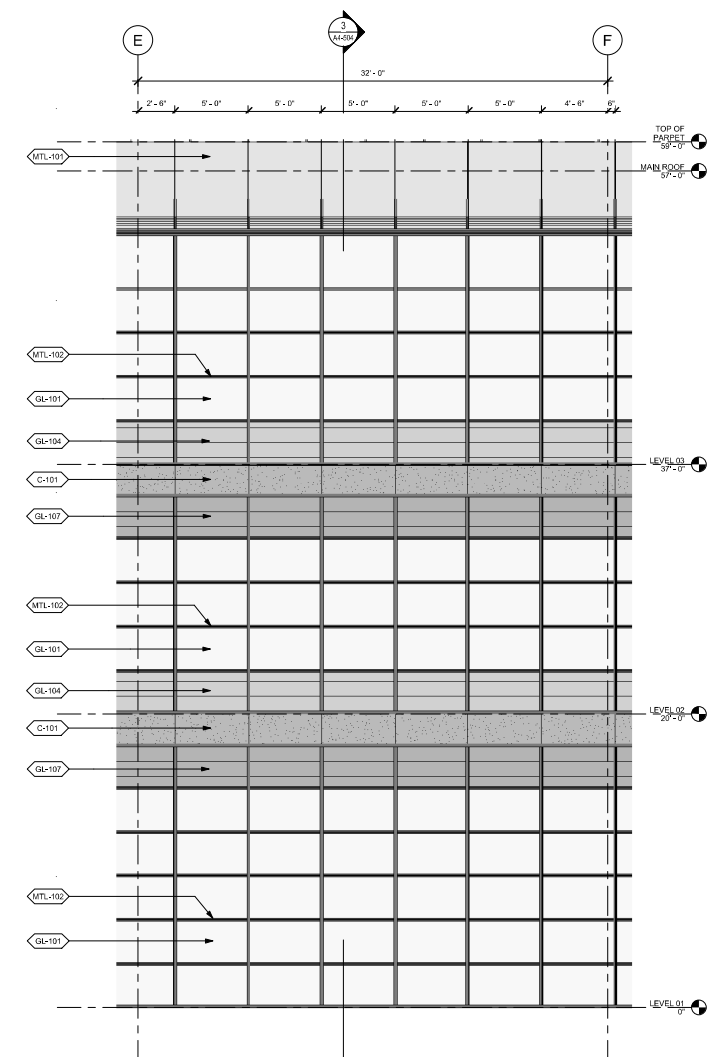 3
A4-504
E
F
32' - 0"
2' - 6"
5' - 0"
5' - 0"
5' - 0"
5' - 0"
5' - 0"
4' - 6"
6"
TOP OF
PARPET
59' - 0"
MTL-101
MAIN ROOF
57' - 0"
MTL-102
GL-101
GL-104
LEVEL 03
37' - 0"
C-101
GL-107
MTL-102
GL-101
GL-104
LEVEL 02
20' - 0"
C-101
GL-107
MTL-102
GL-101
LEVEL 01
0"